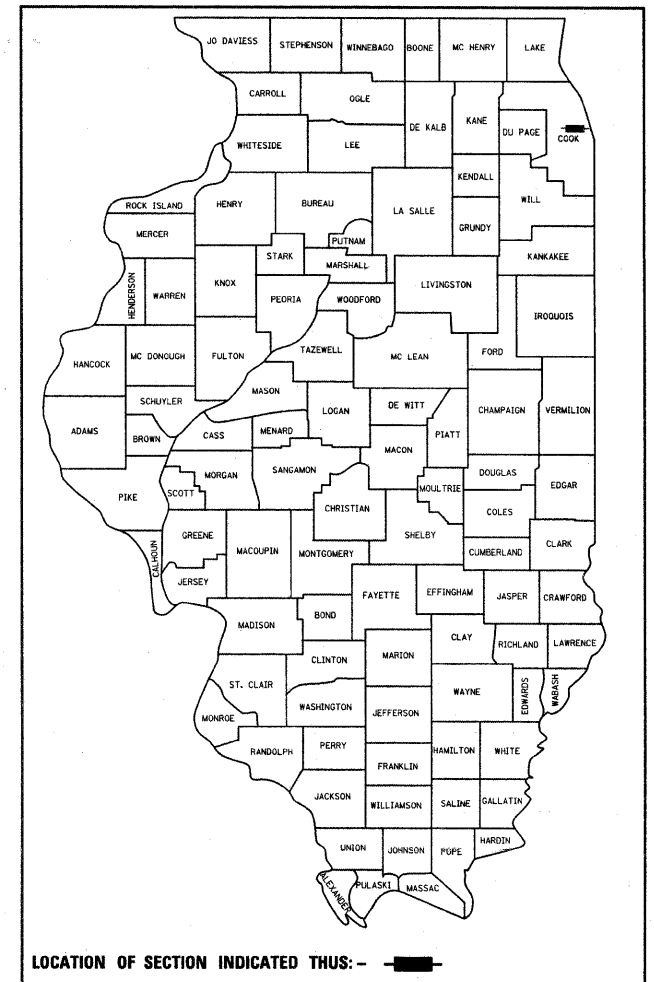 JO DAVIESS
STEPHENSON
WINNEBAGO
BOONE
MC HENRY
LAKE
CARROLL
OGLE
DE KALB
KANE
DU PAGE
COOK
WHITESIDE
LEE
KENDALL
WILL
ROCK ISLAND
HENRY
BUREAU
LA SALLE
GRUNDY
MERCER
PUTNAM
STARK
MARSHALL
KANKAKEE
HENDERSON
WARREN
KNOX
PEORIA
WOODFORD
LIVINGSTON
IROQUOIS
HANCOCK
MC DONOUGH
FULTON
TAZEWELL
MC LEAN
FORD
SCHUYLER
MASON
LOGAN
DE WITT
CHAMPAIGN
VERMILION
ADAMS
BROWN
CASS
MENARD
MACON
PIATT
PIKE
SCOTT
MORGAN
SANGAMON
CHRISTIAN
MOULTRIE
DOUGLAS
EDGAR
COLES
CALHOUN
GREENE
MACOUPIN
MONTGOMERY
SHELBY
CUMBERLAND
CLARK
JERSEY
FAYETTE
EFFINGHAM
JASPER
CRAWFORD
MADISON
BOND
CLAY
RICHLAND
LAWRENCE
CLINTON
MARION
ST. CLAIR
WASHINGTON
JEFFERSON
WAYNE
EDWARDS
WABASH
MONROE
RANDOLPH
PERRY
HAMILTON
WHITE
FRANKLIN
JACKSON
WILLIAMSON
SALINE
GALLATIN
UNION
JOHNSON
POPE
HARDIN
ALEXANDER
PULASKI
MASSAC
LOCATION OF SECTION INDICATED THUS: -